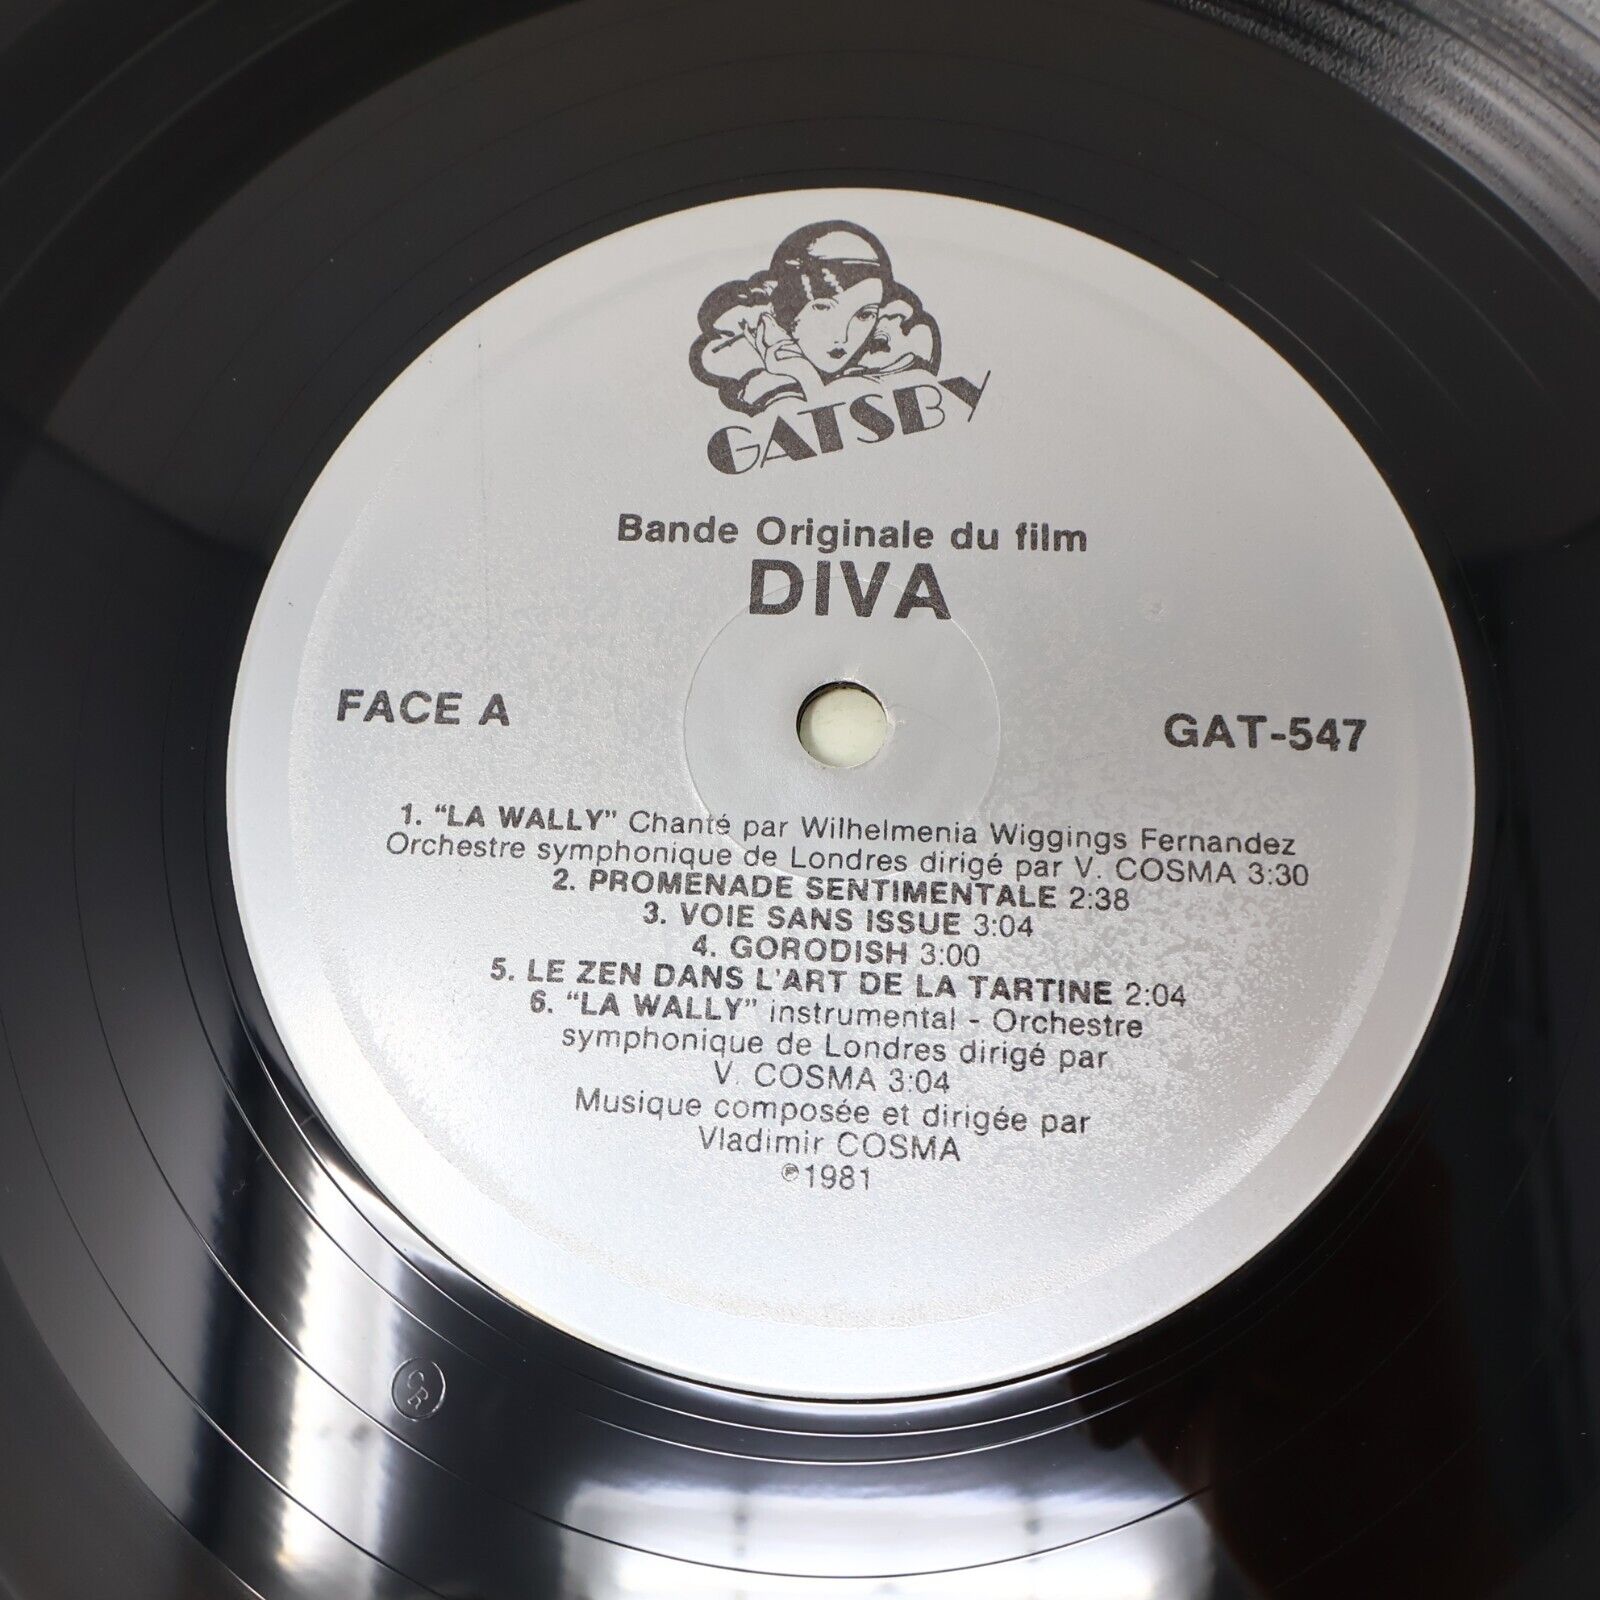 GATSBY
Bande Originale du film
DIVA
FACE A
GAT-547
1. "LA WALLY" Chanté par Wilhelmenia Wiggings Fernandez
Orchestre symphonique de Londres dirigé par V. COSMA 3:30
2. PROMENADE SENTIMENTALE 2:38
3. VOIE SANS ISSUE 3:04
4. GORODISH 3:00
5. LE ZEN DANS L'ART DE LA TARTINE 2:04
6. "LA WALLY" instrumental - Orchestre
symphonique de Londres dirigé par
V. COSMA 3:04
Musique composée et dirigée par
Vladimir COSMA
℗1981
CR